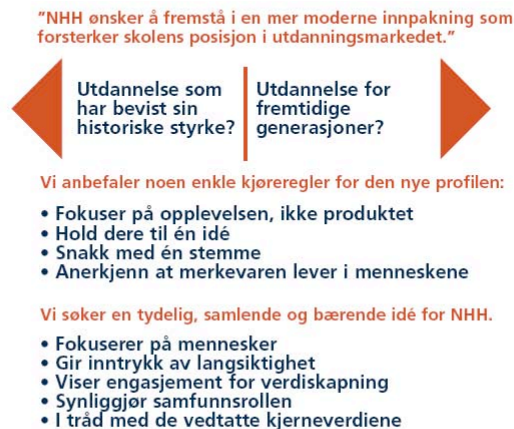 ”NHH ønsker å fremstå i en mer moderne innpakning som
forsterker skolens posisjon i utdanningsmarkedet.”
Utdannelse som
har bevist sin
historiske styrke?
Utdannelse for
fremtidige
generasjoner?
Vi anbefaler noen enkle kjøreregler for den nye profilen:
• Fokuser på opplevelsen, ikke produktet
• Hold dere til én idé
• Snakk med én stemme
• Anerkjenn at merkevaren lever i menneskene
Vi søker en tydelig, samlende og bærende idé for NHH.
• Fokuserer på mennesker
• Gir inntrykk av langsiktighet
• Viser engasjement for verdiskapning
• Synliggjør samfunnsrollen
• I tråd med de vedtatte kjerneverdiene